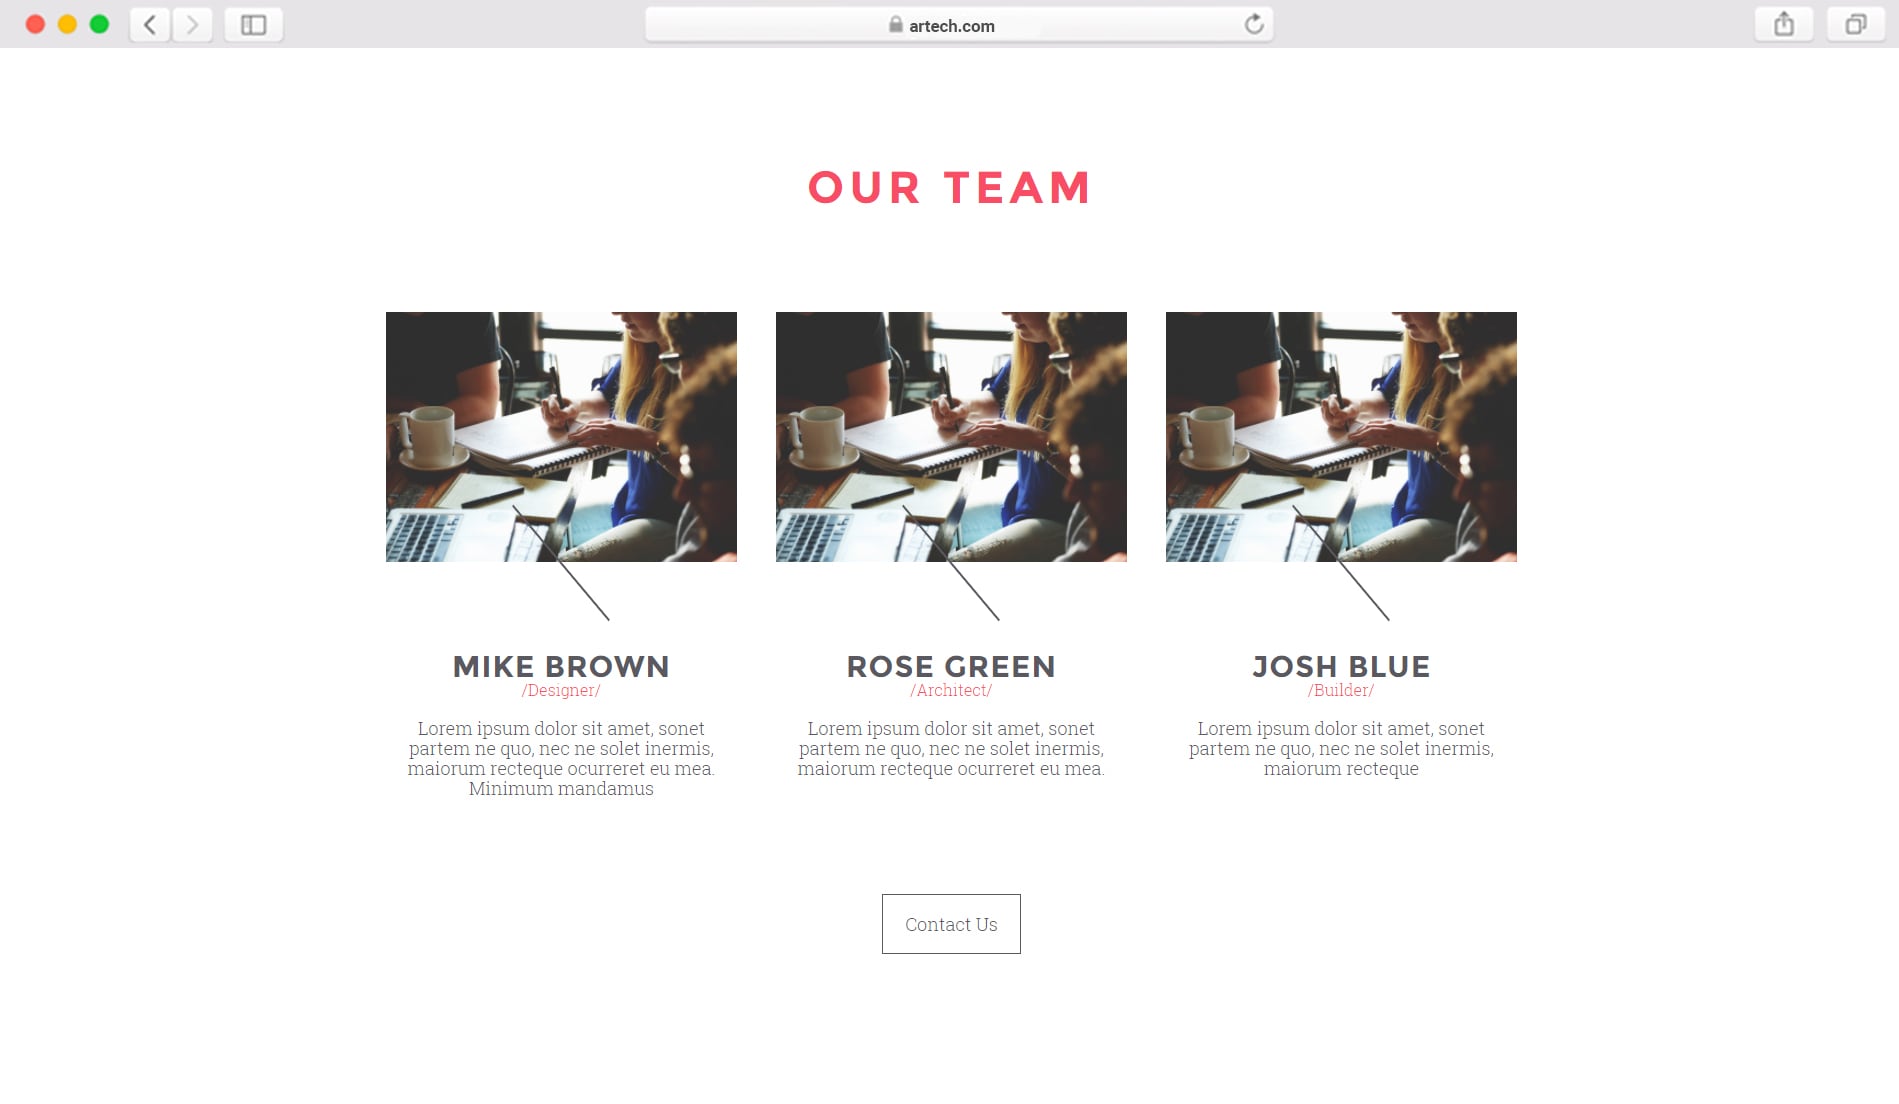 artech.com
OUR TEAM
MIKE BROWN
/Designer/
Lorem ipsum dolor sit amet, sonet
partem ne quo, nec ne solet inermis,
maiorum recteque ocurreret eu mea.
Minimum mandamus
ROSE GREEN
/Architect/
Lorem ipsum dolor sit amet, sonet
partem ne quo, nec ne solet inermis,
maiorum recteque ocurreret eu mea.
JOSH BLUE
/Builder/
Lorem ipsum dolor sit amet, sonet
partem ne quo, nec ne solet inermis,
maiorum recteque
Contact Us